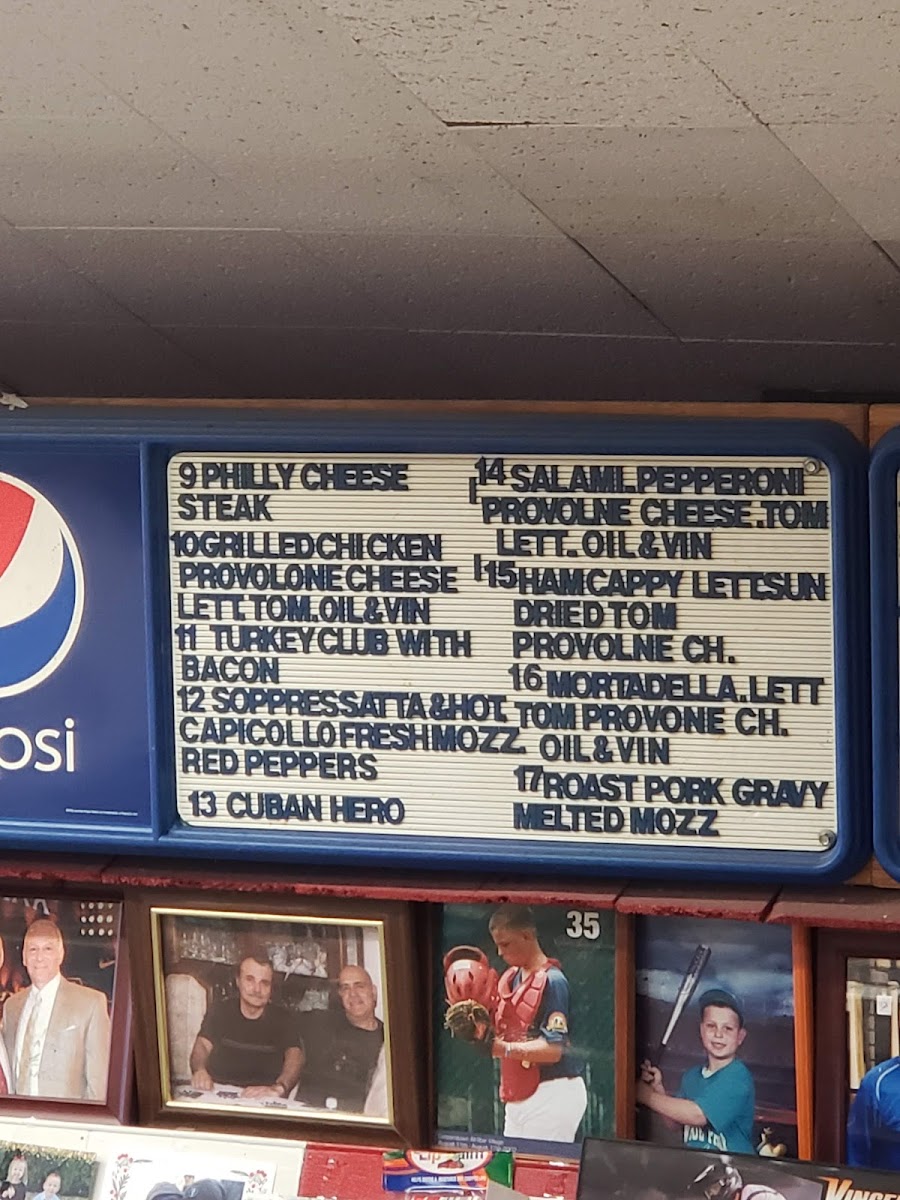 9 PHILLY CHEESE
STEAK
10 GRILLED CHICKEN
PROVOLONE CHEESE
LETT. TOM. OIL & VIN
11 TURKEY CLUB WITH
BACON
12 SOPPRESSATTA & HOT
CAPICOLLO FRESH MOZZ.
RED PEPPERS
13 CUBAN HERO
14 SALAMI. PEPPERONI
PROVOLNE CHEESE. TOM
LETT. OIL & VIN
15 HAM CAPPY LETT SUN
DRIED TOM
PROVOLNE CH.
16 MORTADELLA. LETT
TOM PROVONE CH.
OIL & VIN
17 ROAST PORK GRAVY
MELTED MOZZ
osi
35